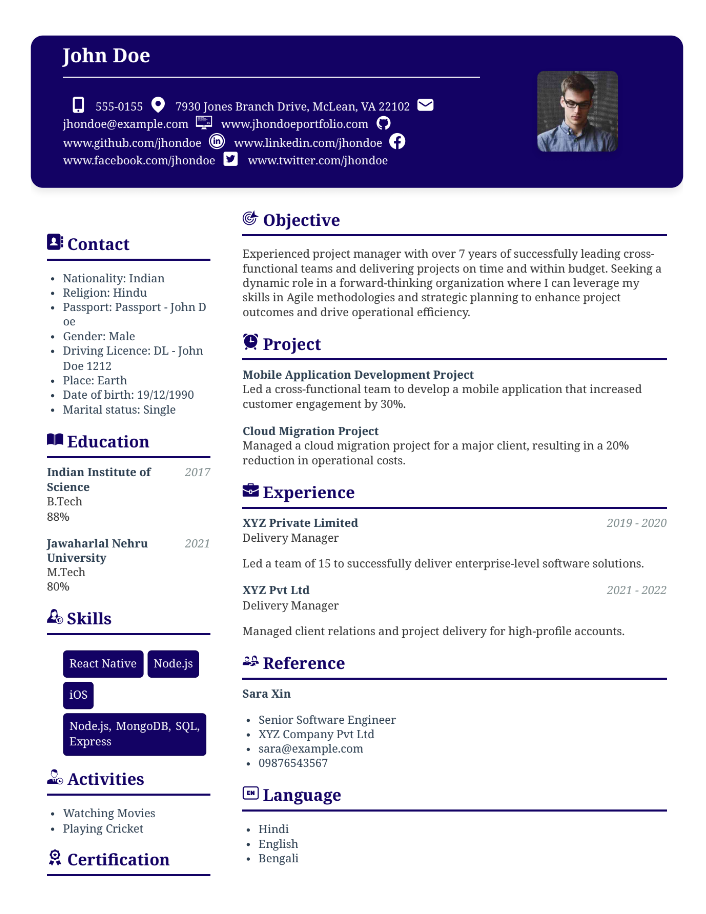 John Doe
555-0155 7930 Jones Branch Drive, McLean, VA 22102
jhondoe@example.com www.jhondoeportfolio.com
www.github.com/jhondoe www.linkedin.com/jhondoe
www.facebook.com/jhondoe www.twitter.com/jhondoe
Contact
• Nationality: Indian
• Religion: Hindu
• Passport: Passport - John D
oe
• Gender: Male
• Driving Licence: DL - John
Doe 1212
• Place: Earth
• Date of birth: 19/12/1990
• Marital status: Single
Education
Indian Institute of 2017
Science
B.Tech
88%
Jawaharlal Nehru 2021
University
M.Tech
80%
Skills
React Native Node.js
iOS
Node.js, MongoDB, SQL,
Express
Activities
• Watching Movies
• Playing Cricket
Certification
Objective
Experienced project manager with over 7 years of successfully leading cross-
functional teams and delivering projects on time and within budget. Seeking a
dynamic role in a forward-thinking organization where I can leverage my
skills in Agile methodologies and strategic planning to enhance project
outcomes and drive operational efficiency.
Project
Mobile Application Development Project
Led a cross-functional team to develop a mobile application that increased
customer engagement by 30%.
Cloud Migration Project
Managed a cloud migration project for a major client, resulting in a 20%
reduction in operational costs.
Experience
XYZ Private Limited 2019 - 2020
Delivery Manager
Led a team of 15 to successfully deliver enterprise-level software solutions.
XYZ Pvt Ltd 2021 - 2022
Delivery Manager
Managed client relations and project delivery for high-profile accounts.
Reference
Sara Xin
• Senior Software Engineer
• XYZ Company Pvt Ltd
• sara@example.com
• 09876543567
EN Language
• Hindi
• English
• Bengali